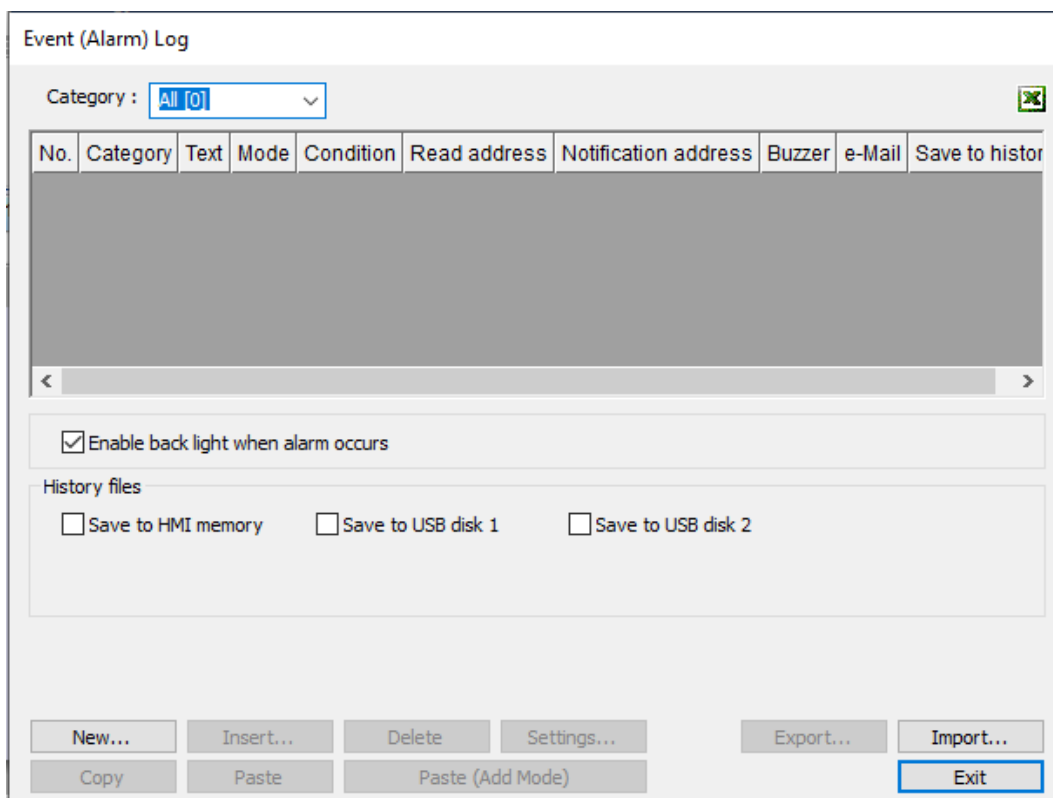 Event (Alarm) Log
Category : All [0]
No. Category Text Mode Condition Read address Notification address Buzzer e-Mail Save to histor
Enable back light when alarm occurs
History files
Save to HMI memory Save to USB disk 1 Save to USB disk 2
New... Insert... Delete Settings... Export... Import...
Copy Paste Paste (Add Mode) Exit